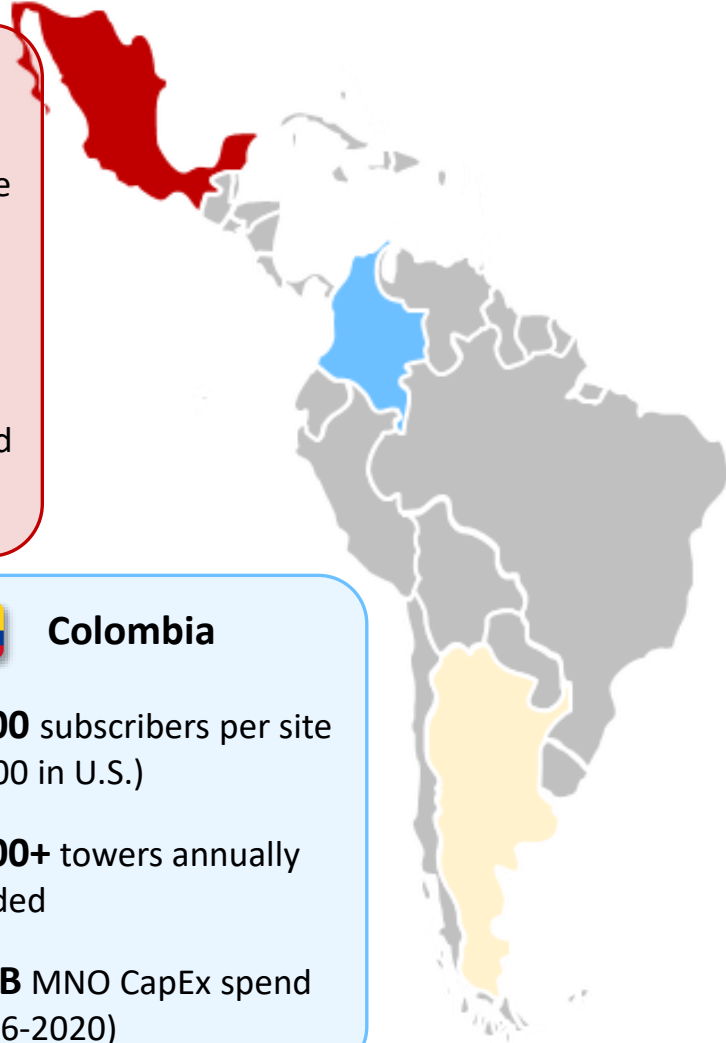 e
d
Colombia
00 subscribers per site
00 in U.S.)
00+ towers annually
ded
B MNO CapEx spend
6-2020)